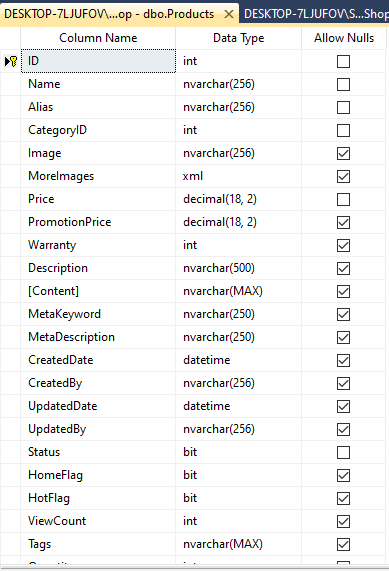 DESKTOP-7LJUFOV\...op - dbo.Products DESKTOP-7LJUFOV\S...Shop
Column Name Data Type Allow Nulls
ID int
Name nvarchar(256)
Alias nvarchar(256)
CategoryID int
Image nvarchar(256)
MoreImages xml
Price decimal(18, 2)
PromotionPrice decimal(18, 2)
Warranty int
Description nvarchar(500)
[Content] nvarchar(MAX)
MetaKeyword nvarchar(250)
MetaDescription nvarchar(250)
CreatedDate datetime
CreatedBy nvarchar(256)
UpdatedDate datetime
UpdatedBy nvarchar(256)
Status bit
HomeFlag bit
HotFlag bit
ViewCount int
Tags nvarchar(MAX)